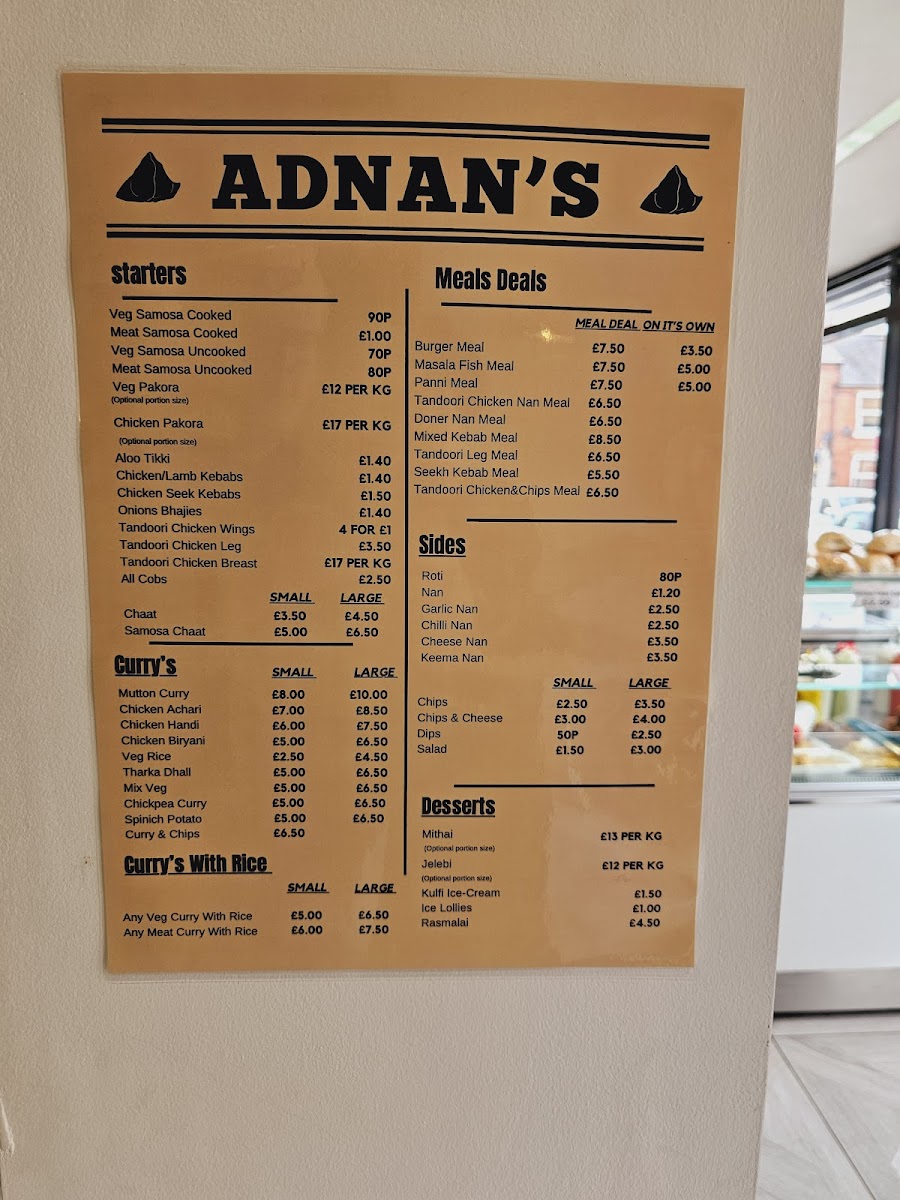 ADNAN'S
starters
Veg Samosa Cooked 90P
Meat Samosa Cooked £1.00
Veg Samosa Uncooked 70P
Meat Samosa Uncooked 80P
Veg Pakora £12 PER KG
(Optional portion size)
Chicken Pakora £17 PER KG
(Optional portion size)
Aloo Tikki £1.40
Chicken/Lamb Kebabs £1.40
Chicken Seek Kebabs £1.50
Onions Bhajies £1.40
Tandoori Chicken Wings 4 FOR £1
Tandoori Chicken Leg £3.50
Tandoori Chicken Breast £17 PER KG
All Cobs £2.50
SMALL LARGE
Chaat £3.50 £4.50
Samosa Chaat £5.00 £6.50
Curry's SMALL LARGE
Mutton Curry £8.00 £10.00
Chicken Achari £7.00 £8.50
Chicken Handi £6.00 £7.50
Chicken Biryani £5.00 £6.50
Veg Rice £2.50 £4.50
Tharka Dhall £5.00 £6.50
Mix Veg £5.00 £6.50
Chickpea Curry £5.00 £6.50
Spinich Potato £5.00 £6.50
Curry & Chips £6.50
Curry's With Rice
SMALL LARGE
Any Veg Curry With Rice £5.00 £6.50
Any Meat Curry With Rice £6.00 £7.50
Meals Deals
MEAL DEAL ON IT'S OWN
Burger Meal £7.50 £3.50
Masala Fish Meal £7.50 £5.00
Panni Meal £7.50 £5.00
Tandoori Chicken Nan Meal £6.50
Doner Nan Meal £6.50
Mixed Kebab Meal £8.50
Tandoori Leg Meal £6.50
Seekh Kebab Meal £5.50
Tandoori Chicken&Chips Meal £6.50
Sides
Roti 80P
Nan £1.20
Garlic Nan £2.50
Chilli Nan £2.50
Cheese Nan £3.50
Keema Nan £3.50
SMALL LARGE
Chips £2.50 £3.50
Chips & Cheese £3.00 £4.00
Dips 50P £2.50
Salad £1.50 £3.00
Desserts
Mithai £13 PER KG
(Optional portion size)
Jelebi £12 PER KG
(Optional portion size)
Kulfi Ice-Cream £1.50
Ice Lollies £1.00
Rasmalai £4.50